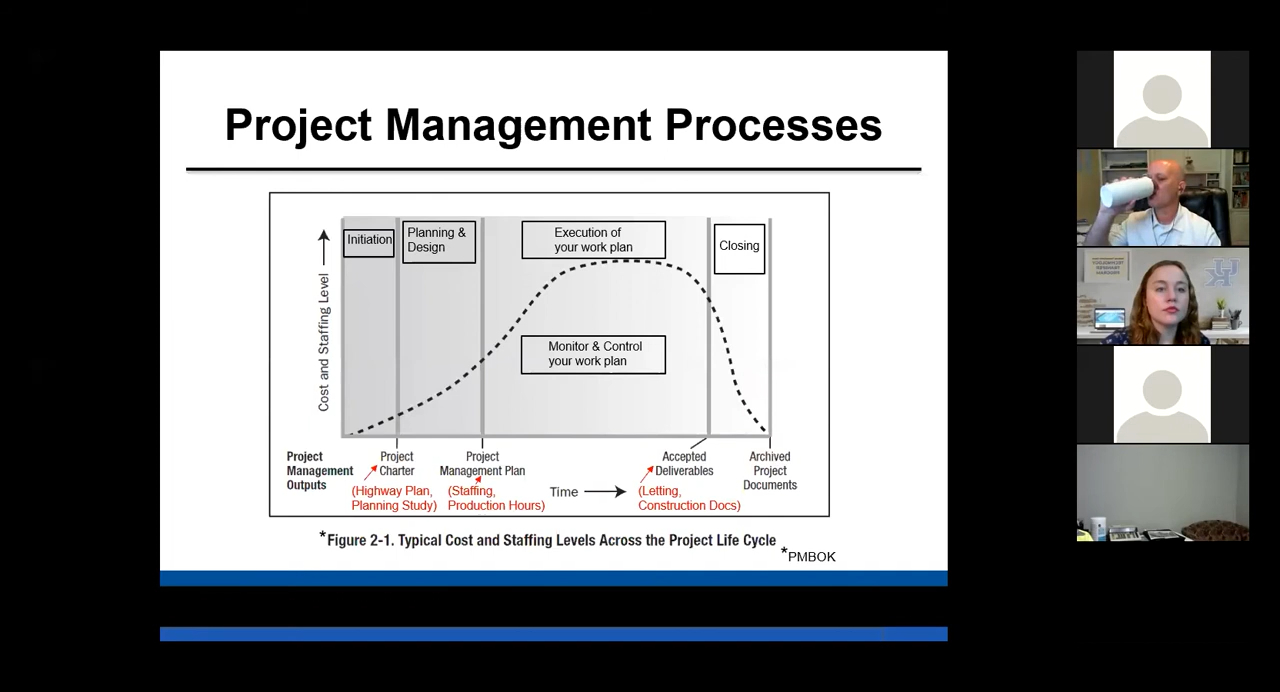 Project Management Processes
Initiation
Planning &
Design
Execution of
your work plan
Closing
Cost and Staffing Level
Monitor & Control
your work plan
Project
Management
Outputs
Project
Charter
(Highway Plan,
Planning Study)
Project
Management Plan
(Staffing,
Production Hours)
Time
Accepted
Deliverables
(Letting,
Construction Docs)
Archived
Project
Documents
*Figure 2-1. Typical Cost and Staffing Levels Across the Project Life Cycle
*PMBOK